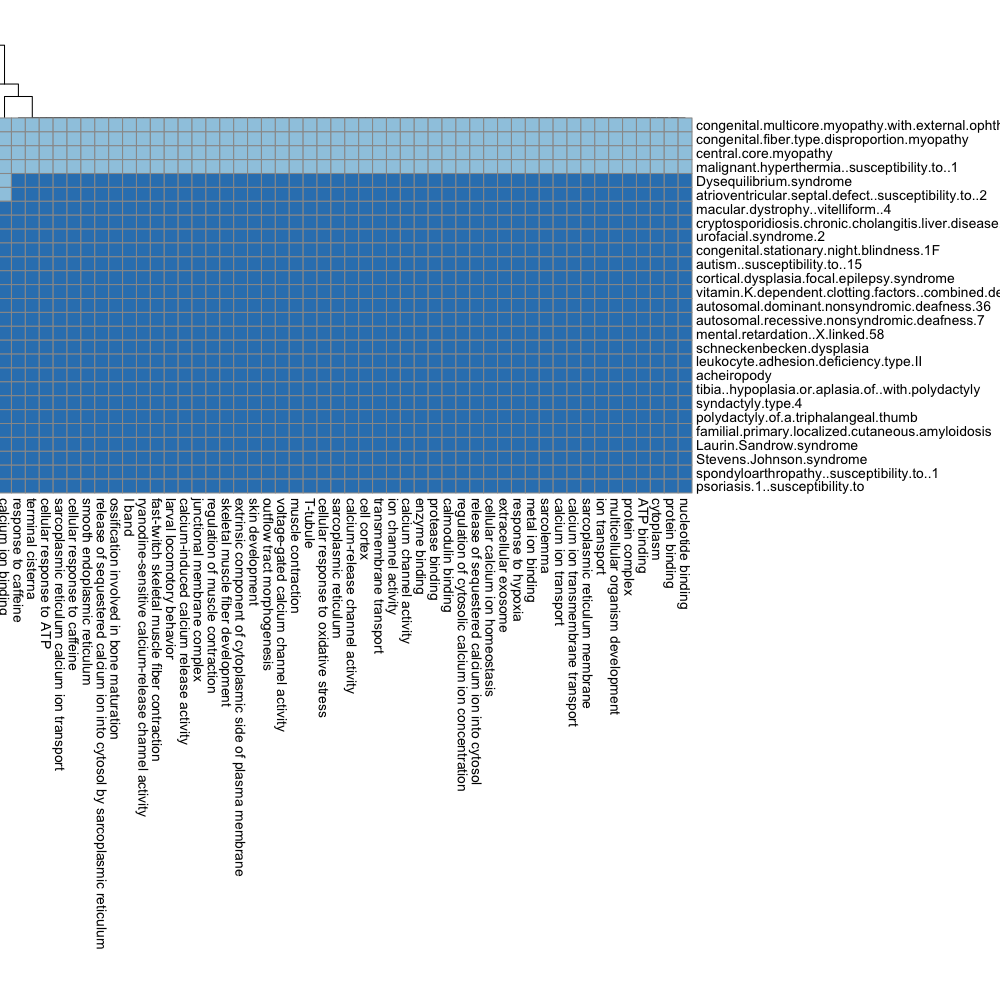 congenital.multicore.myopathy.with.external.ophth
congenital.fiber.type.disproportion.myopathy
central.core.myopathy
malignant.hyperthermia..susceptibility.to..1
Dysequilibrium.syndrome
atrioventricular.septal.defect..susceptibility.to..2
macular.dystrophy..vitelliform..4
cryptosporidiosis.chronic.cholangitis.liver.disease
urofacial.syndrome.2
congenital.stationary.night.blindness.1F
autism..susceptibility.to..15
cortical.dysplasia.focal.epilepsy.syndrome
vitamin.K.dependent.clotting.factors..combined.de
autosomal.dominant.nonsyndromic.deafness.36
autosomal.recessive.nonsyndromic.deafness.7
mental.retardation..X.linked.58
schneckenbecken.dysplasia
leukocyte.adhesion.deficiency.type.II
acheiropody
tibia..hypoplasia.or.aplasia.of..with.polydactyly
syndactyly.type.4
polydactyly.of.a.triphalangeal.thumb
familial.primary.localized.cutaneous.amyloidosis
Laurin.Sandrow.syndrome
Stevens.Johnson.syndrome
spondyloarthropathy..susceptibility.to..1
psoriasis.1..susceptibility.to
calcium ion binding
response to caffeine
terminal cisterna
cellular response to ATP
sarcoplasmic reticulum calcium ion transport
cellular response to caffeine
smooth endoplasmic reticulum
release of sequestered calcium ion into cytosol by sarcoplasmic reticulum
ossification involved in bone maturation
I band
ryanodine-sensitive calcium-release channel activity
fast-twitch skeletal muscle fiber contraction
larval locomotory behavior
calcium-induced calcium release activity
junctional membrane complex
regulation of muscle contraction
skeletal muscle fiber development
extrinsic component of cytoplasmic side of plasma membrane
skin development
outflow tract morphogenesis
voltage-gated calcium channel activity
muscle contraction
T-tubule
cellular response to oxidative stress
sarcoplasmic reticulum
calcium-release channel activity
cell cortex
transmembrane transport
ion channel activity
calcium channel activity
enzyme binding
protease binding
calmodulin binding
regulation of cytosolic calcium ion concentration
release of sequestered calcium ion into cytosol
cellular calcium ion homeostasis
extracellular exosome
response to hypoxia
metal ion binding
sarcolemma
calcium ion transport
calcium ion transmembrane transport
sarcoplasmic reticulum membrane
ion transport
multicellular organism development
protein complex
ATP binding
cytoplasm
protein binding
nucleotide binding